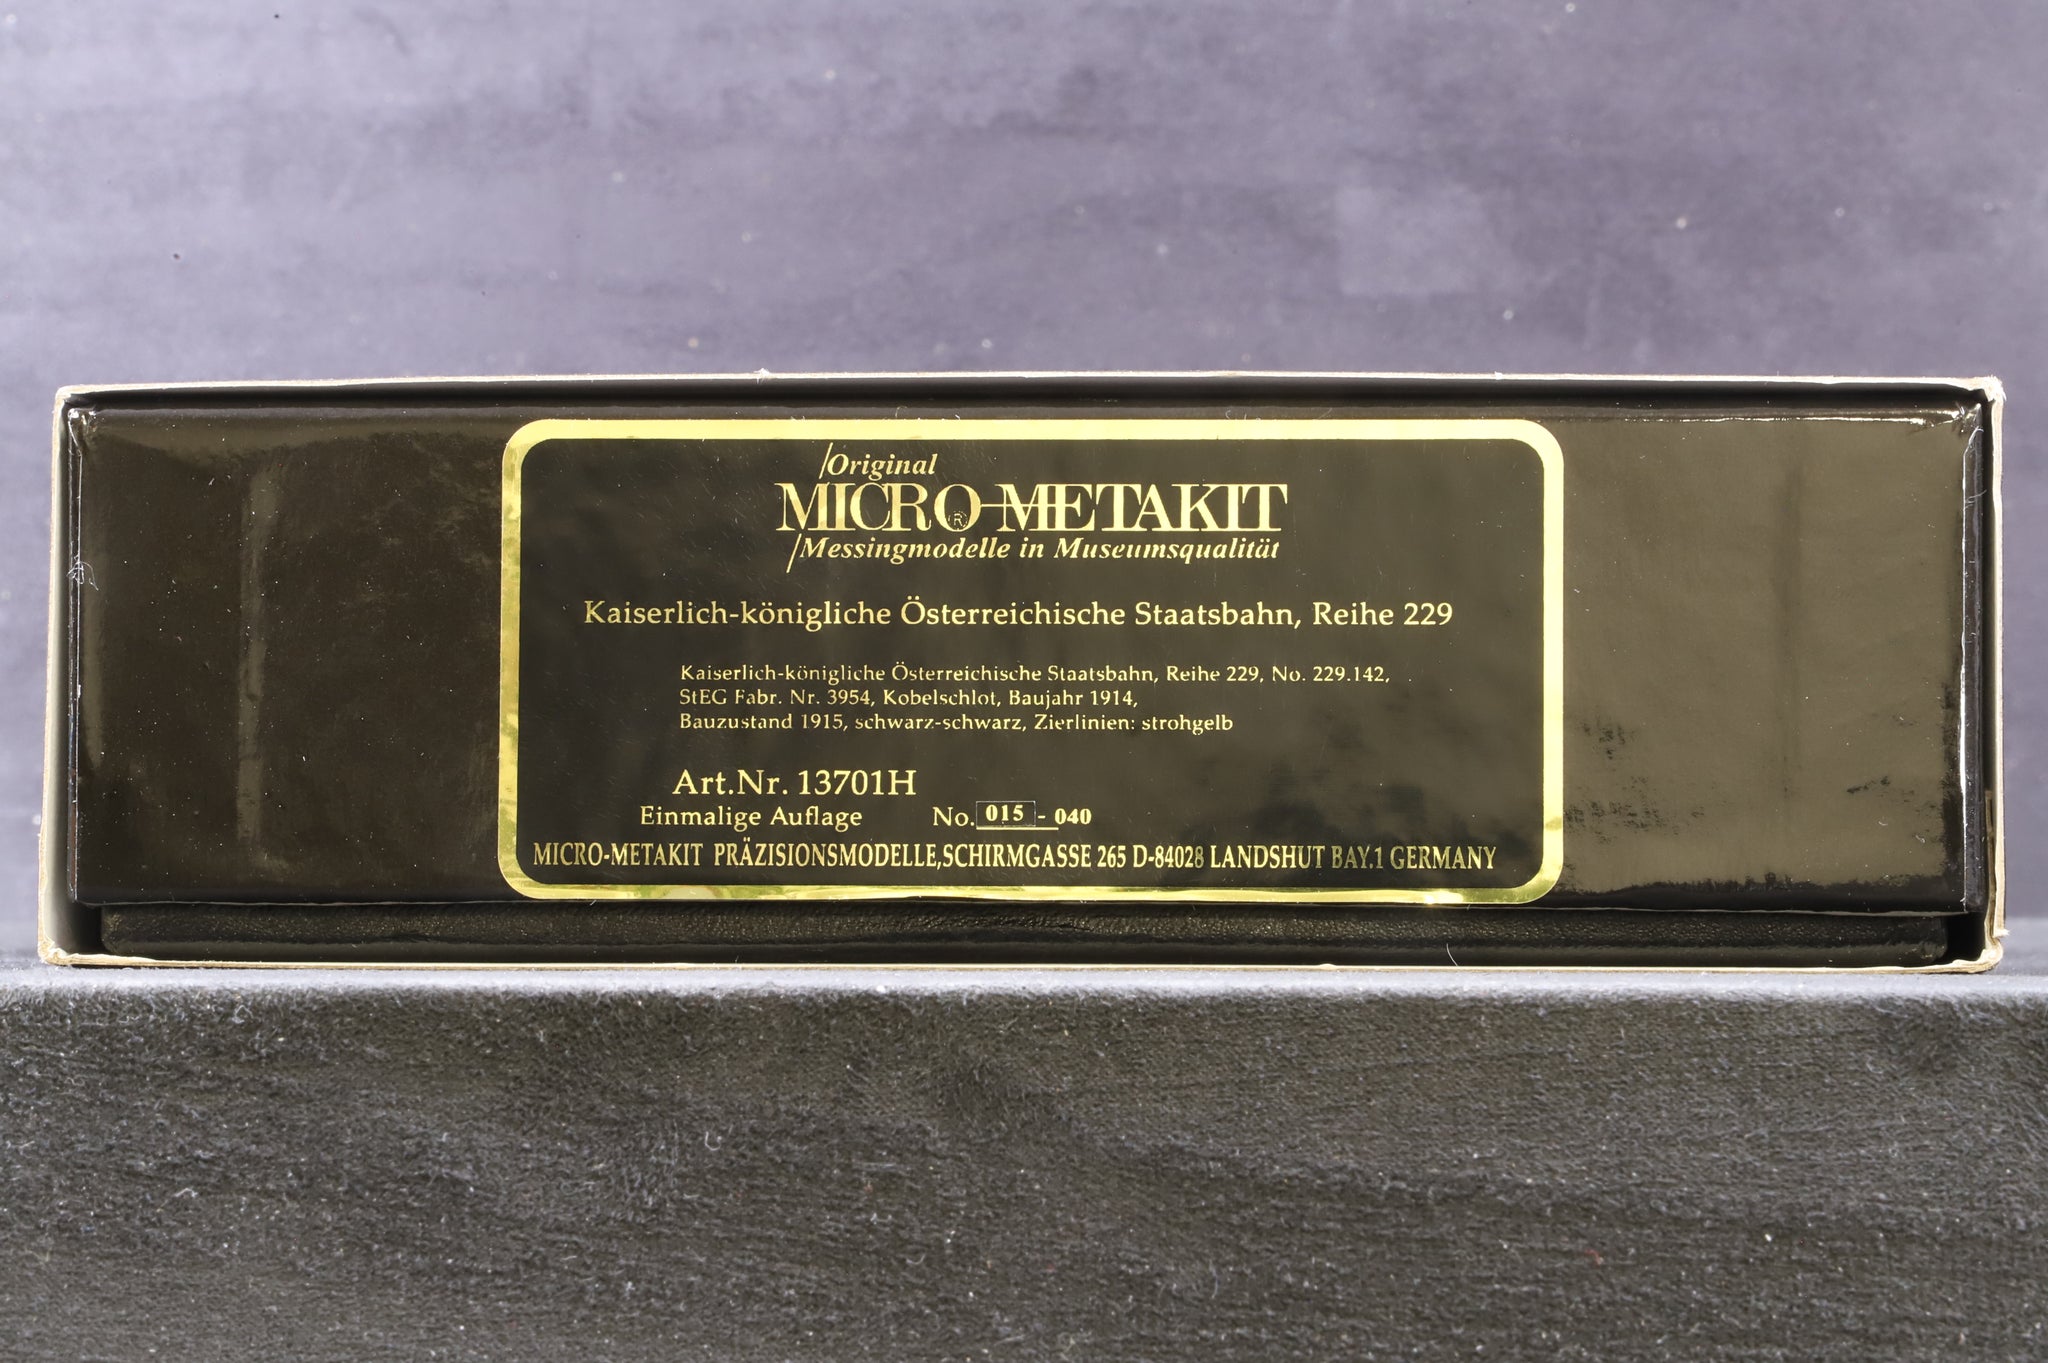 Original
MICRO-METAKIT
®
Messingmodelle in Museumsqualität
Kaiserlich-königliche Österreichische Staatsbahn, Reihe 229
Kaiserlich-königliche Österreichische Staatsbahn, Reihe 229, No. 229.142,
StEG Fabr. Nr. 3954, Kobelschlot, Baujahr 1914,
Bauzustand 1915, schwarz-schwarz, Zierlinien: strohgelb
Art.Nr. 13701H
Einmalige Auflage No. 015 - 040
MICRO-METAKIT PRÄZISIONSMODELLE,SCHIRMGASSE 265 D-84028 LANDSHUT BAY.1 GERMANY